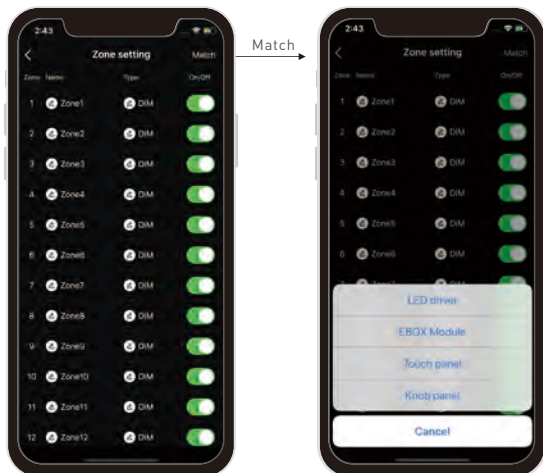 2:43
Zone setting Match
Zone Name Type On/Off
1 Zone1 DIM
2 Zone2 DIM
3 Zone3 DIM
4 Zone4 DIM
5 Zone5 DIM
6 Zone6 DIM
7 Zone7 DIM
8 Zone8 DIM
9 Zone9 DIM
10 Zone10 DIM
11 Zone11 DIM
12 Zone12 DIM
Match
2:43
Zone setting Match
Zone Name Type On/Off
1 Zone1 DIM
2 Zone2 DIM
3 Zone3 DIM
4 Zone4 DIM
5 Zone5 DIM
6 Zone6 DIM
LED driver
EBOX Module
Touch panel
Knob panel
Cancel